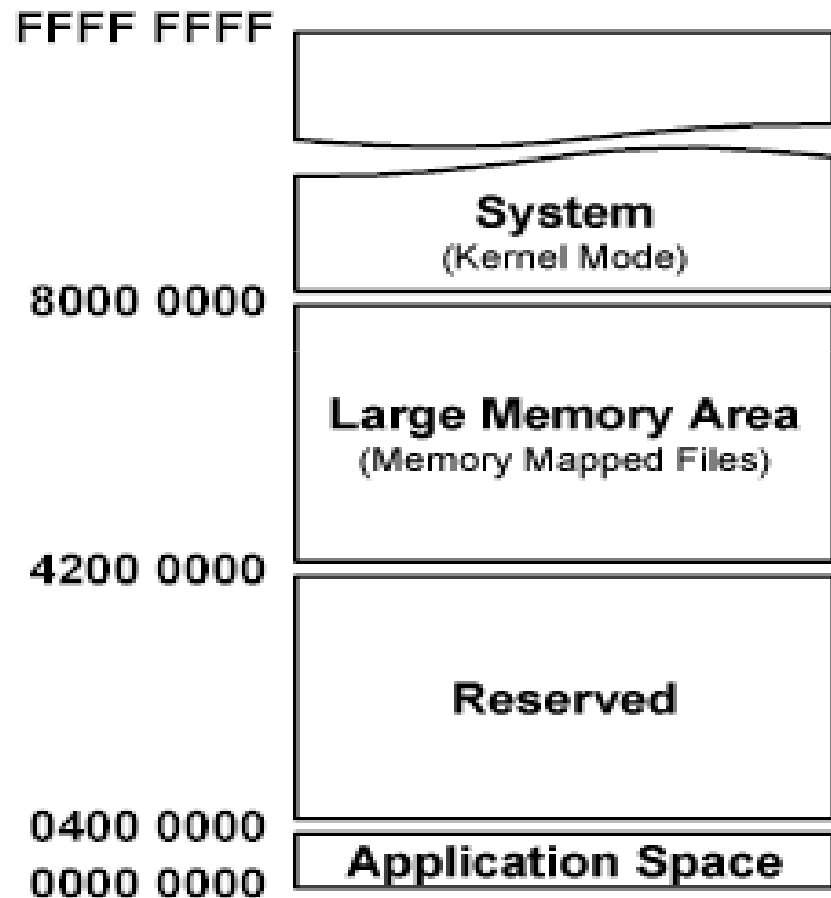 FFFF FFFF
System
(Kernel Mode)
8000 0000
Large Memory Area
(Memory Mapped Files)
4200 0000
Reserved
0400 0000
Application Space
0000 0000